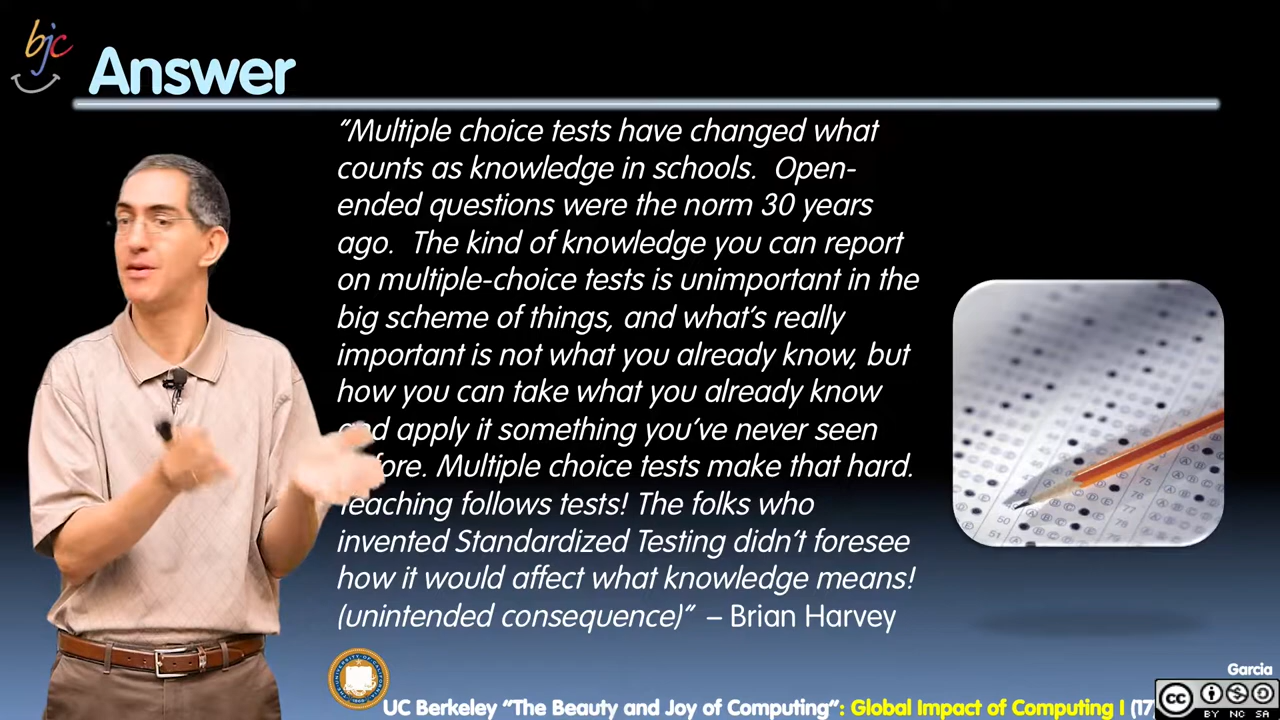 bjc
Answer
“Multiple choice tests have changed what
counts as knowledge in schools.  Open-
ended questions were the norm 30 years
ago.  The kind of knowledge you can report
on multiple-choice tests is unimportant in the
big scheme of things, and what’s really
important is not what you already know, but
how you can take what you already know
and apply it something you’ve never seen
before. Multiple choice tests make that hard.
Teaching follows tests! The folks who
invented Standardized Testing didn’t foresee
how it would affect what knowledge means!
(unintended consequence)” – Brian Harvey
Garcia
UC Berkeley “The Beauty and Joy of Computing”: Global Impact of Computing I (17)
cc
BY NC SA